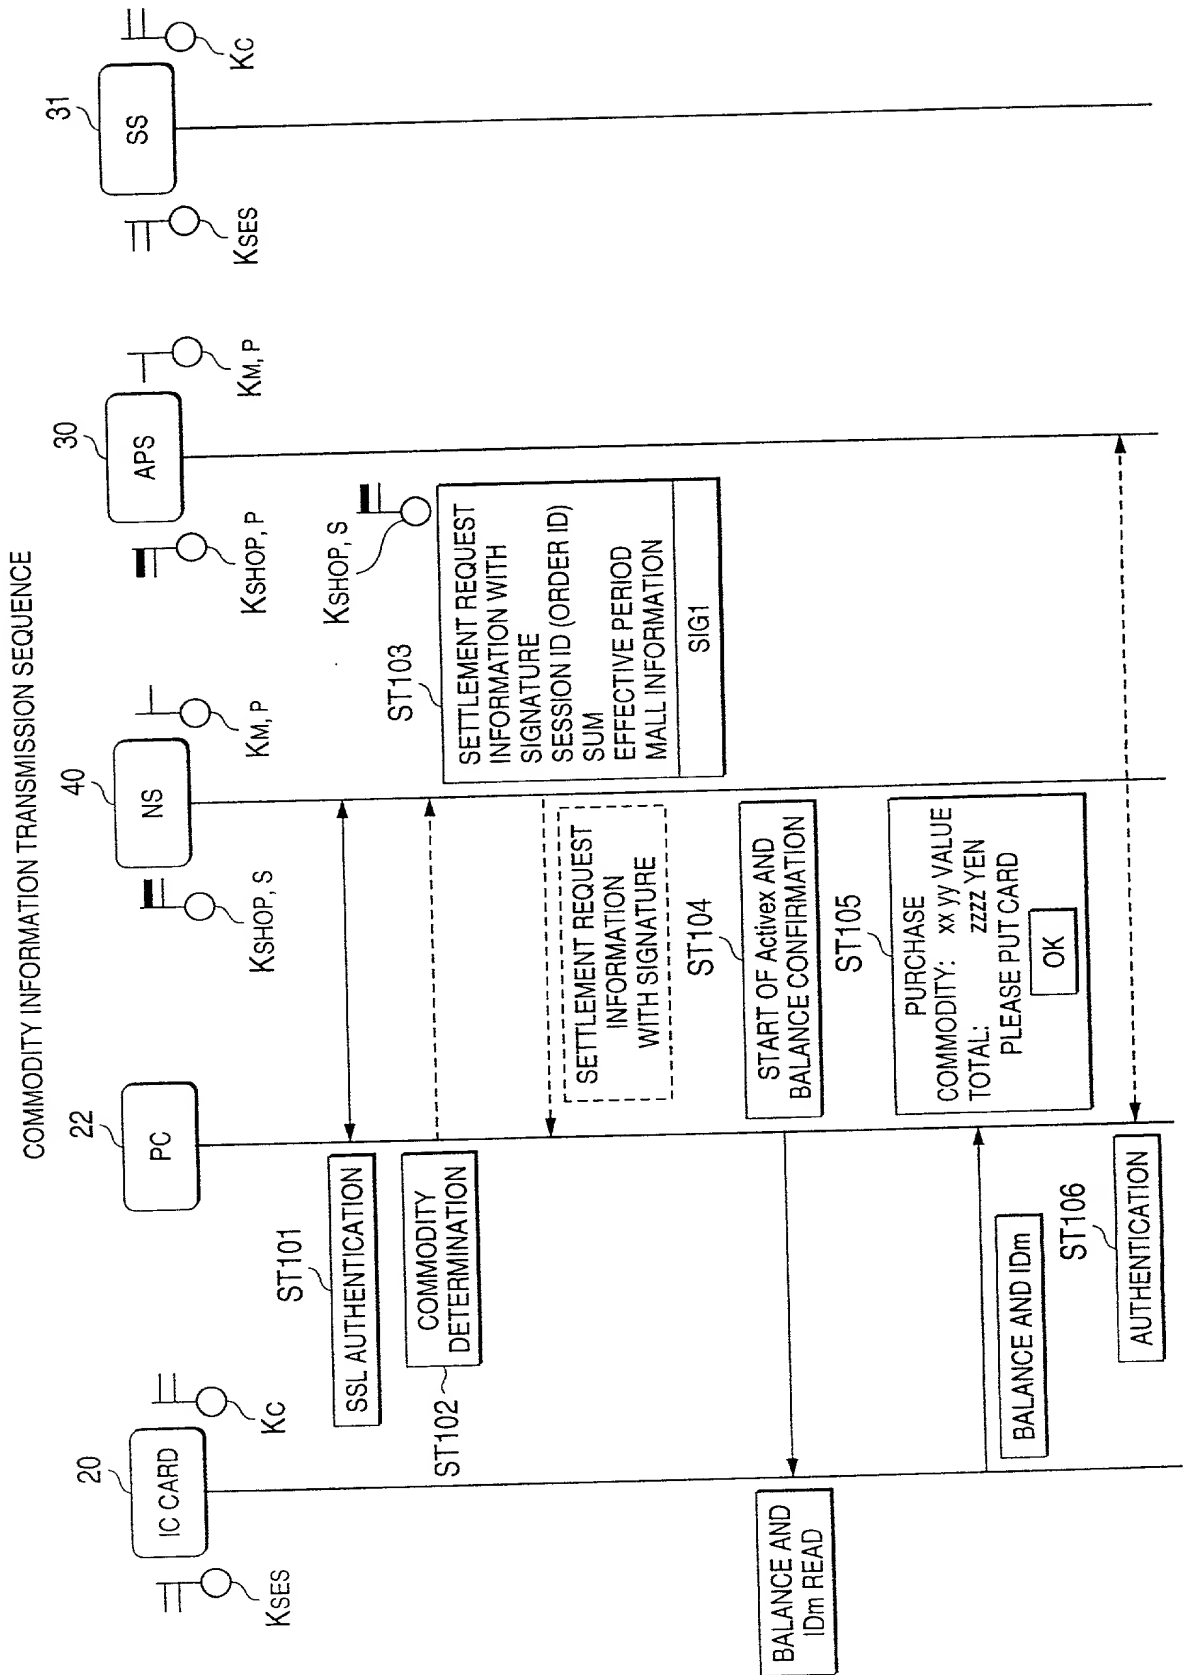 COMMODITY INFORMATION TRANSMISSION SEQUENCE
20
IC CARD
KSES
KC
22
PC
40
NS
KSHOP, S
KM, P
30
APS
KSHOP, P
KM, P
31
SS
KSES
KC
ST101
SSL AUTHENTICATION
ST102
COMMODITY
DETERMINATION
ST103
KSHOP, S
SETTLEMENT REQUEST
INFORMATION WITH
SIGNATURE
SESSION ID (ORDER ID)
SUM
EFFECTIVE PERIOD
MALL INFORMATION
SIG1
SETTLEMENT REQUEST
INFORMATION
WITH SIGNATURE
ST104
START OF Activex AND
BALANCE CONFIRMATION
BALANCE AND
IDm READ
ST105
PURCHASE
COMMODITY: xx yy VALUE
TOTAL: zzzz YEN
PLEASE PUT CARD
OK
BALANCE AND IDm
ST106
AUTHENTICATION